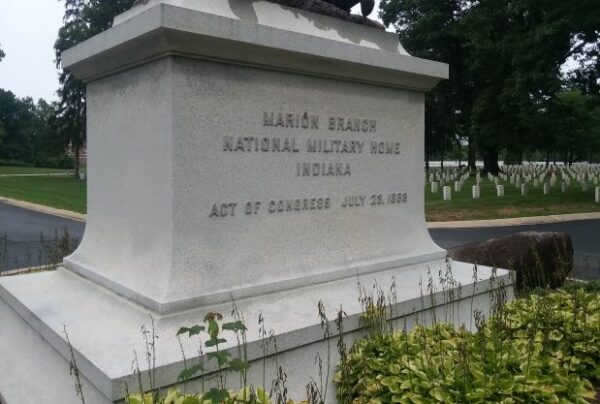 MARION BRANCH
NATIONAL MILITARY HOME
INDIANA
ACT OF CONGRESS JULY 23, 1888